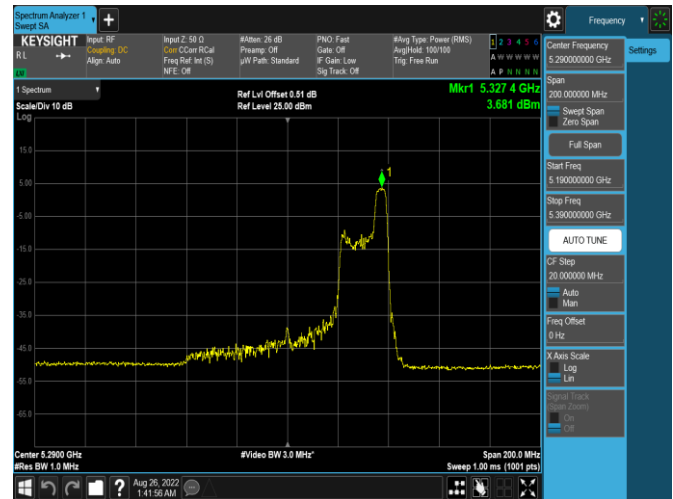 Spectrum Analyzer 1
Swept SA
Frequency
KEYSIGHT
R L
LW
Input: RF
Coupling: DC
Align: Auto
Input Z: 50 Ω
Corr CCorr RCal
Freq Ref: Int (S)
NFE: Off
#Atten: 26 dB
Preamp: Off
µW Path: Standard
PNO: Fast
Gate: Off
IF Gain: Low
Sig Track: Off
#Avg Type: Power (RMS)
Avg|Hold: 100/100
Trig: Free Run
1 2 3 4 5 6
A W W W W W
A P N N N N
1 Spectrum
Scale/Div 10 dB
Log
Ref Lvl Offset 0.51 dB
Ref Level 25.00 dBm
Mkr1 5.327 4 GHz
3.681 dBm
15.0
5.00
-5.00
-15.0
-25.0
-35.0
-45.0
-55.0
-65.0
1
Center 5.2900 GHz
#Res BW 1.0 MHz
#Video BW 3.0 MHz*
Span 200.0 MHz
Sweep 1.00 ms (1001 pts)
Aug 26, 2022
1:41:56 AM
Center Frequency
5.290000000 GHz
Settings
Span
200.000000 MHz
Swept Span
Zero Span
Full Span
Start Freq
5.190000000 GHz
Stop Freq
5.390000000 GHz
AUTO TUNE
CF Step
20.000000 MHz
Auto
Man
Freq Offset
0 Hz
X Axis Scale
Log
Lin
Signal Track
(Span Zoom)
On
Off